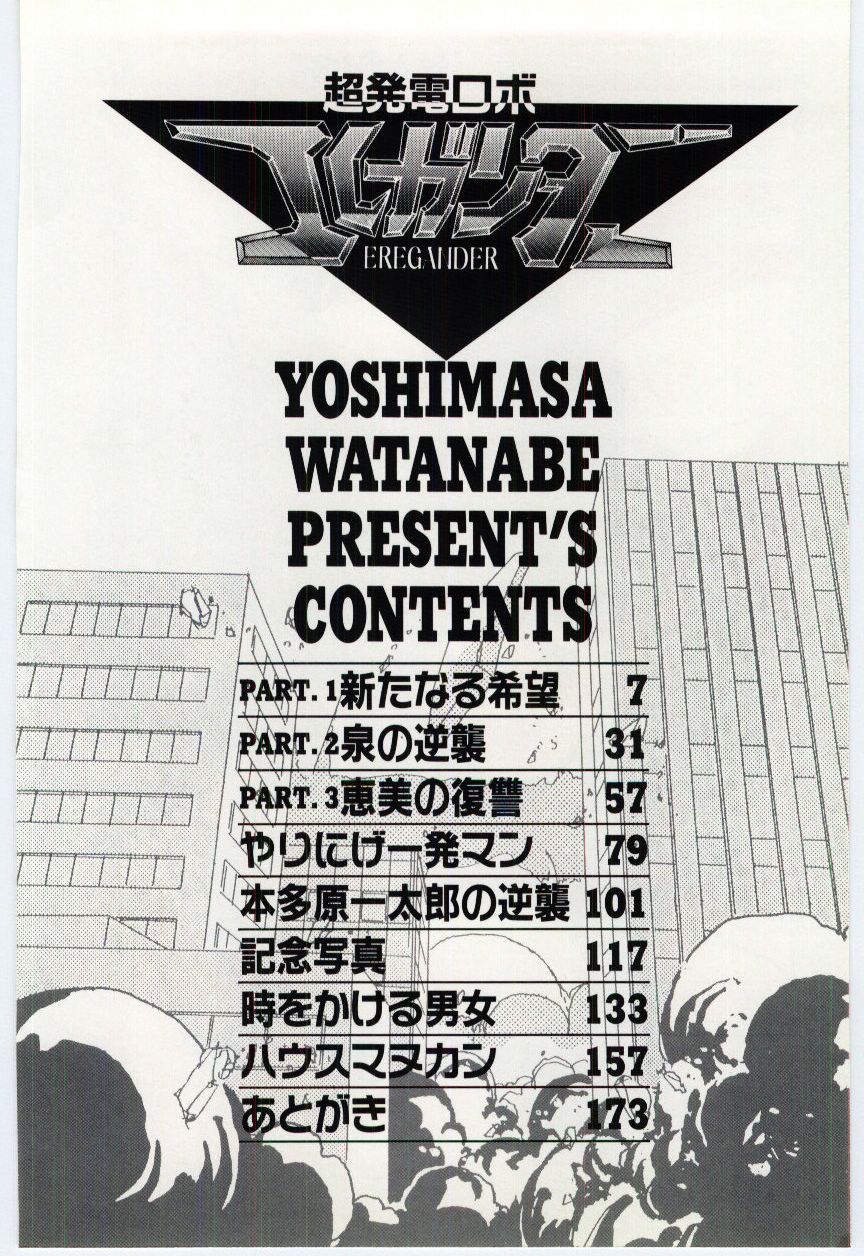 超発電ロボ
エレガンダー
EREGANDER
YOSHIMASA
WATANABE
PRESENT'S
CONTENTS
PART.1新たなる希望 7
PART.2泉の逆襲 31
PART.3恵美の復讐 57
やりにげ一発マン 79
本多原一太郎の逆襲 101
記念写真 117
時をかける男女 133
ハウスマヌカン 157
あとがき 173